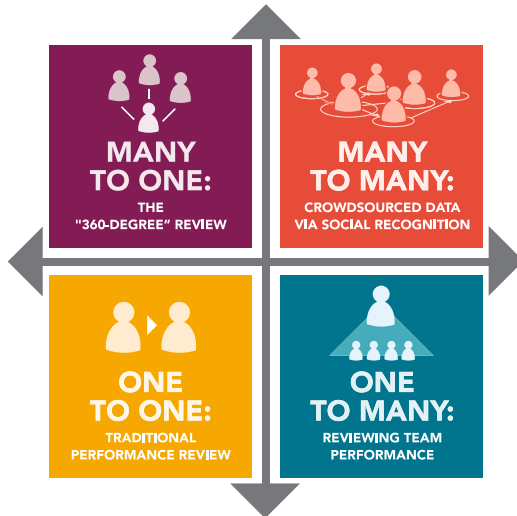 MANY
TO ONE:
THE
"360-DEGREE” REVIEW
MANY
TO MANY:
CROWDSOURCED DATA
VIA SOCIAL RECOGNITION
ONE
TO ONE:
TRADITIONAL
PERFORMANCE REVIEW
ONE
TO MANY:
REVIEWING TEAM
PERFORMANCE